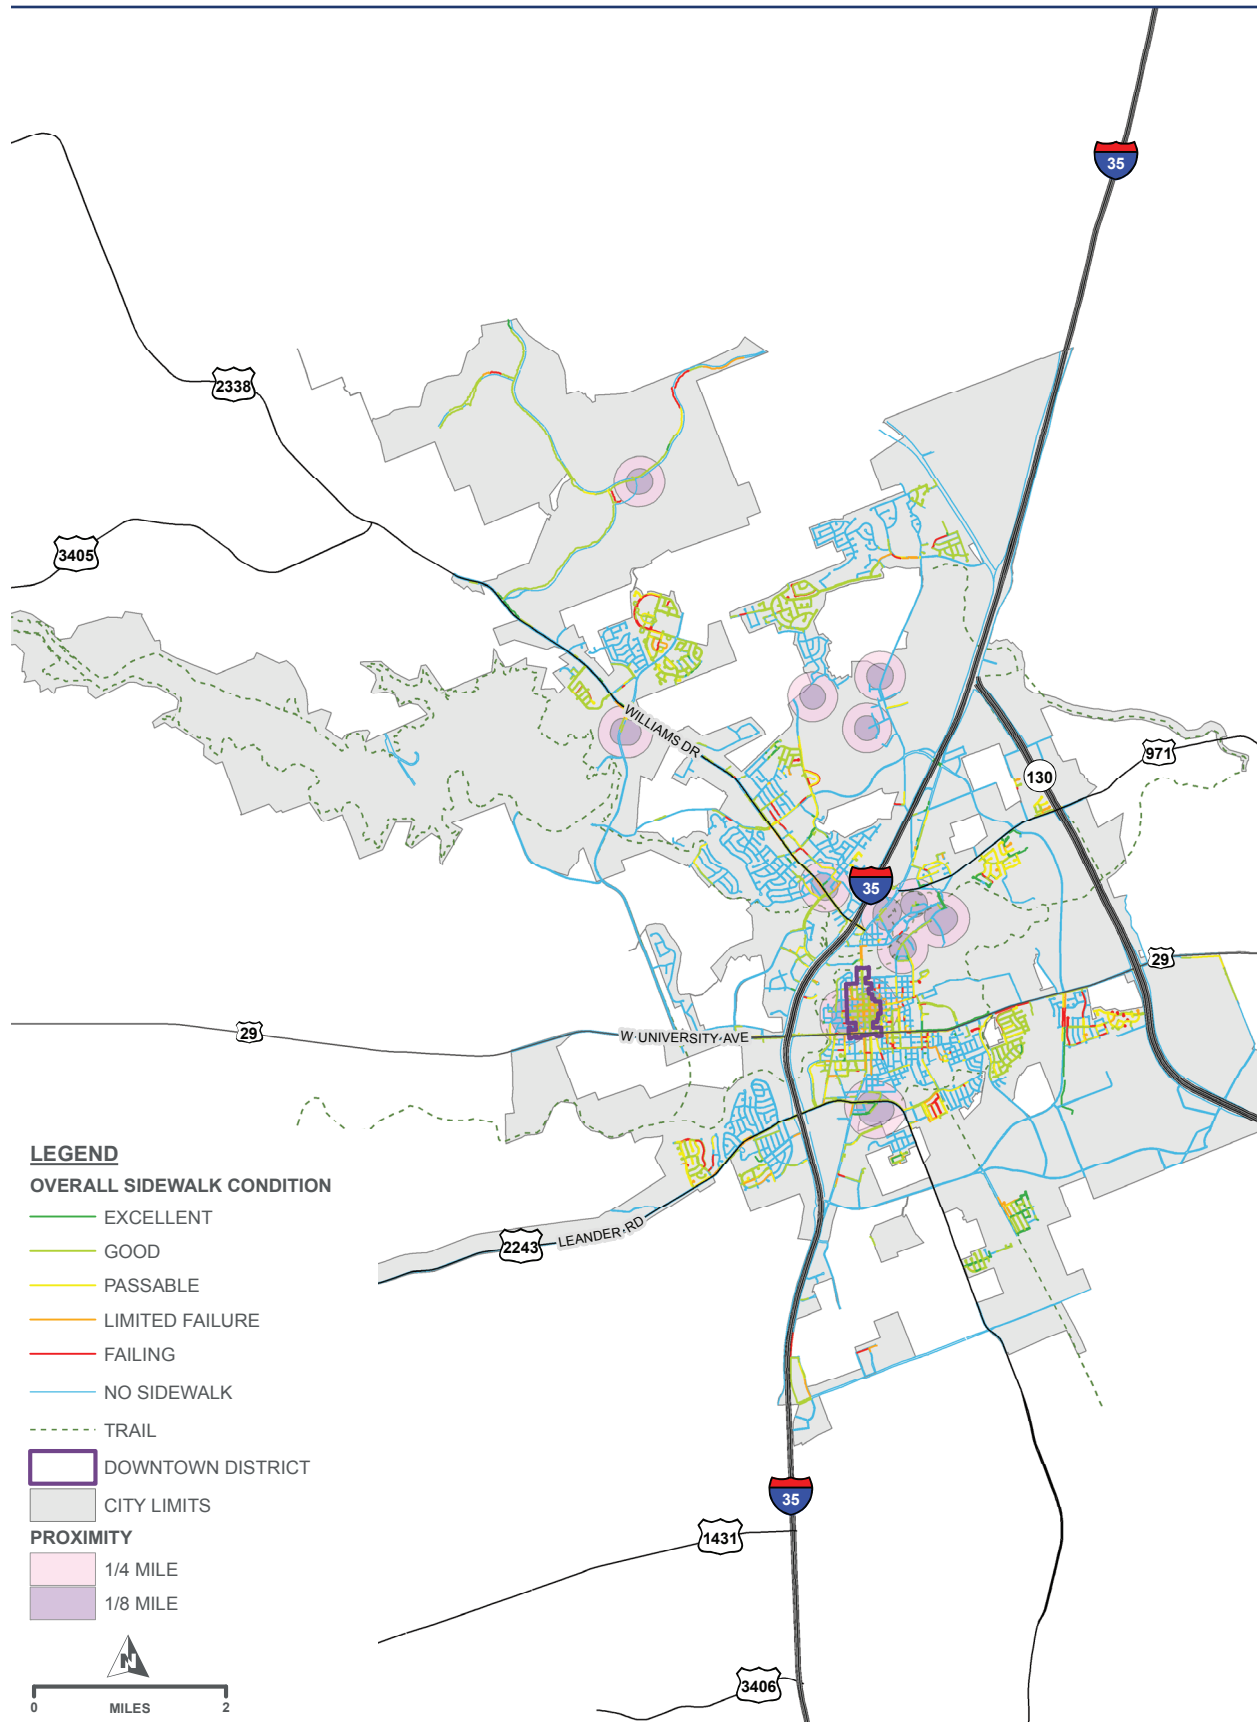 35
2338
3405
WILLIAMS DR
971
130
35
29
29
W UNIVERSITY AVE
LEGEND
OVERALL SIDEWALK CONDITION
EXCELLENT
GOOD
PASSABLE
LIMITED FAILURE
FAILING
NO SIDEWALK
TRAIL
DOWNTOWN DISTRICT
CITY LIMITS
PROXIMITY
1/4 MILE
1/8 MILE
N
0 MILES 2
2243
LEANDER RD
35
1431
3406